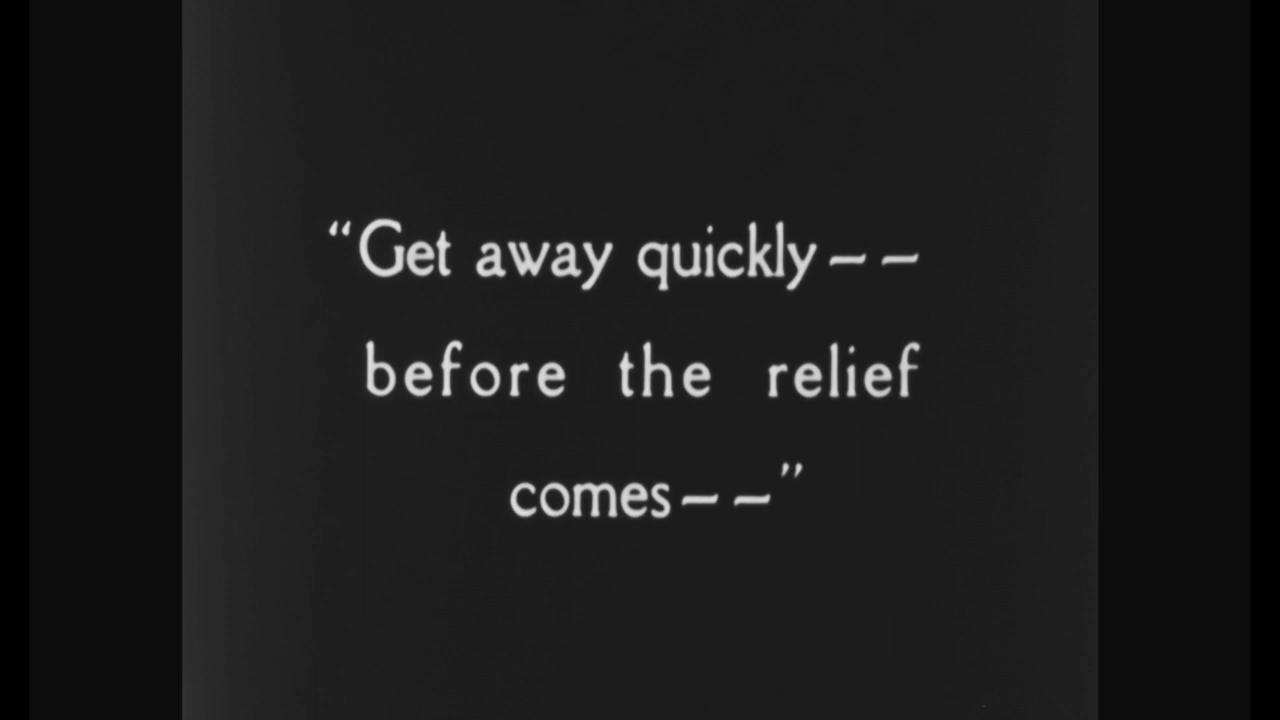 “Get away quickly––
before the relief
comes––”